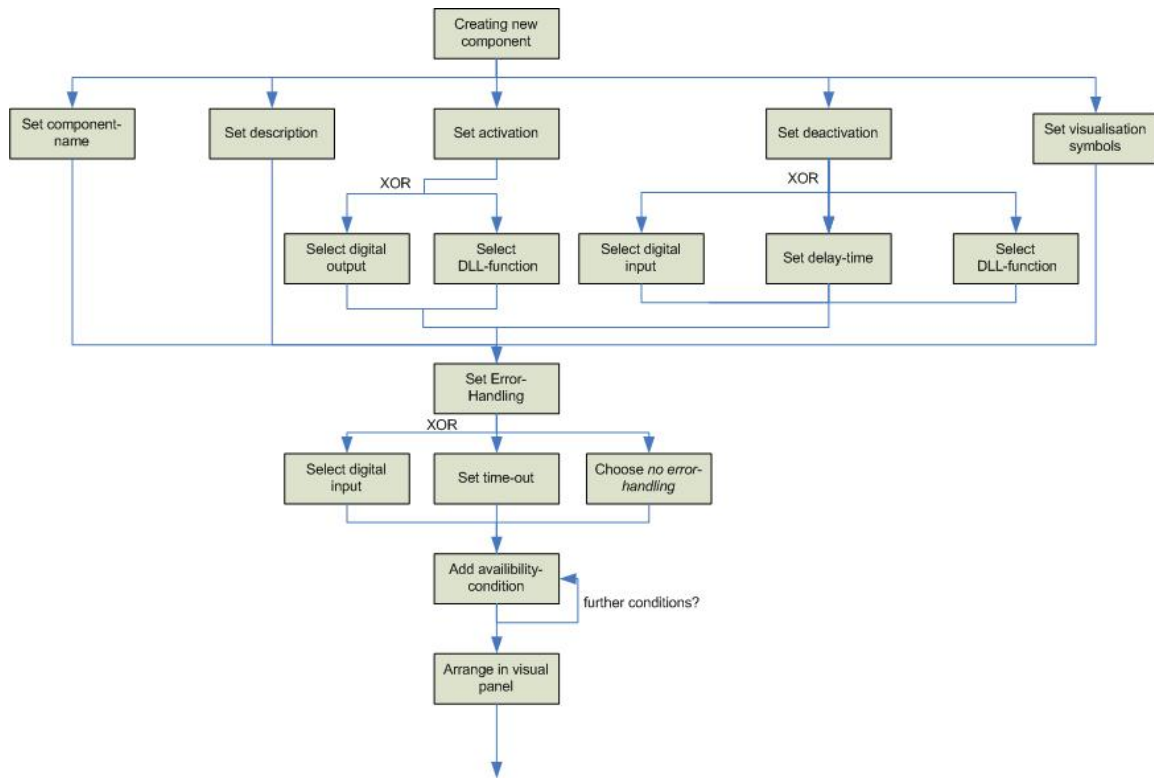 Creating new
component
Set component-
name
Set description
Set activation
Set deactivation
Set visualisation
symbols
XOR
XOR
Select digital
output
Select
DLL-function
Select digital
input
Set delay-time
Select
DLL-function
Set Error-
Handling
XOR
Select digital
input
Set time-out
Choose no error-
handling
Add availibility-
condition
further conditions?
Arrange in visual
panel